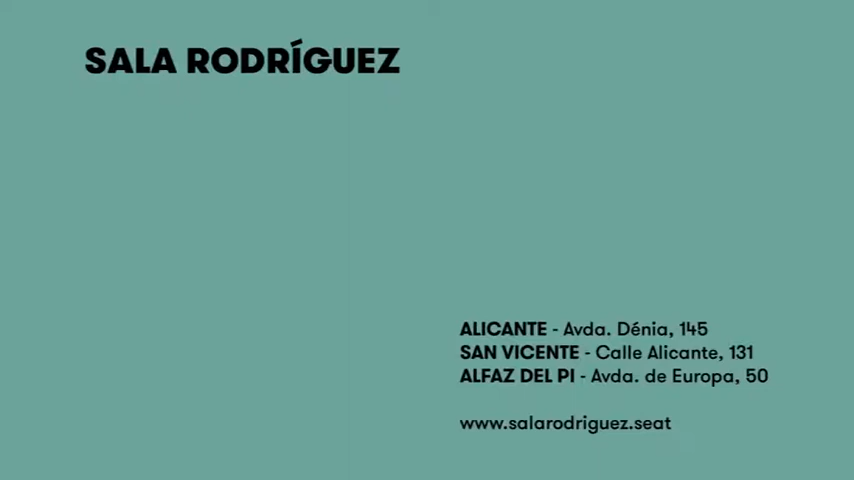 SALA RODRÍGUEZ
ALICANTE - Avda. Dénia, 145
SAN VICENTE - Calle Alicante, 131
ALFAZ DEL PI - Avda. de Europa, 50
www.salarodriguez.seat